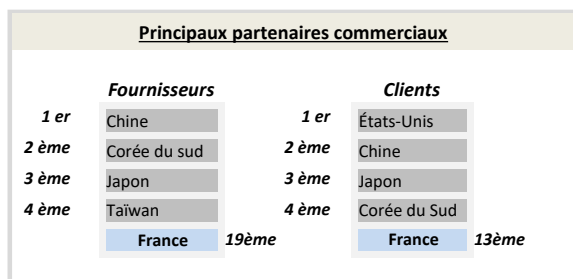 Principaux partenaires commerciaux
Fournisseurs Clients
1 er Chine 1 er États-Unis
2 ème Corée du sud 2 ème Chine
3 ème Japon 3 ème Japon
4 ème Taïwan 4 ème Corée du Sud
France 19ème France 13ème